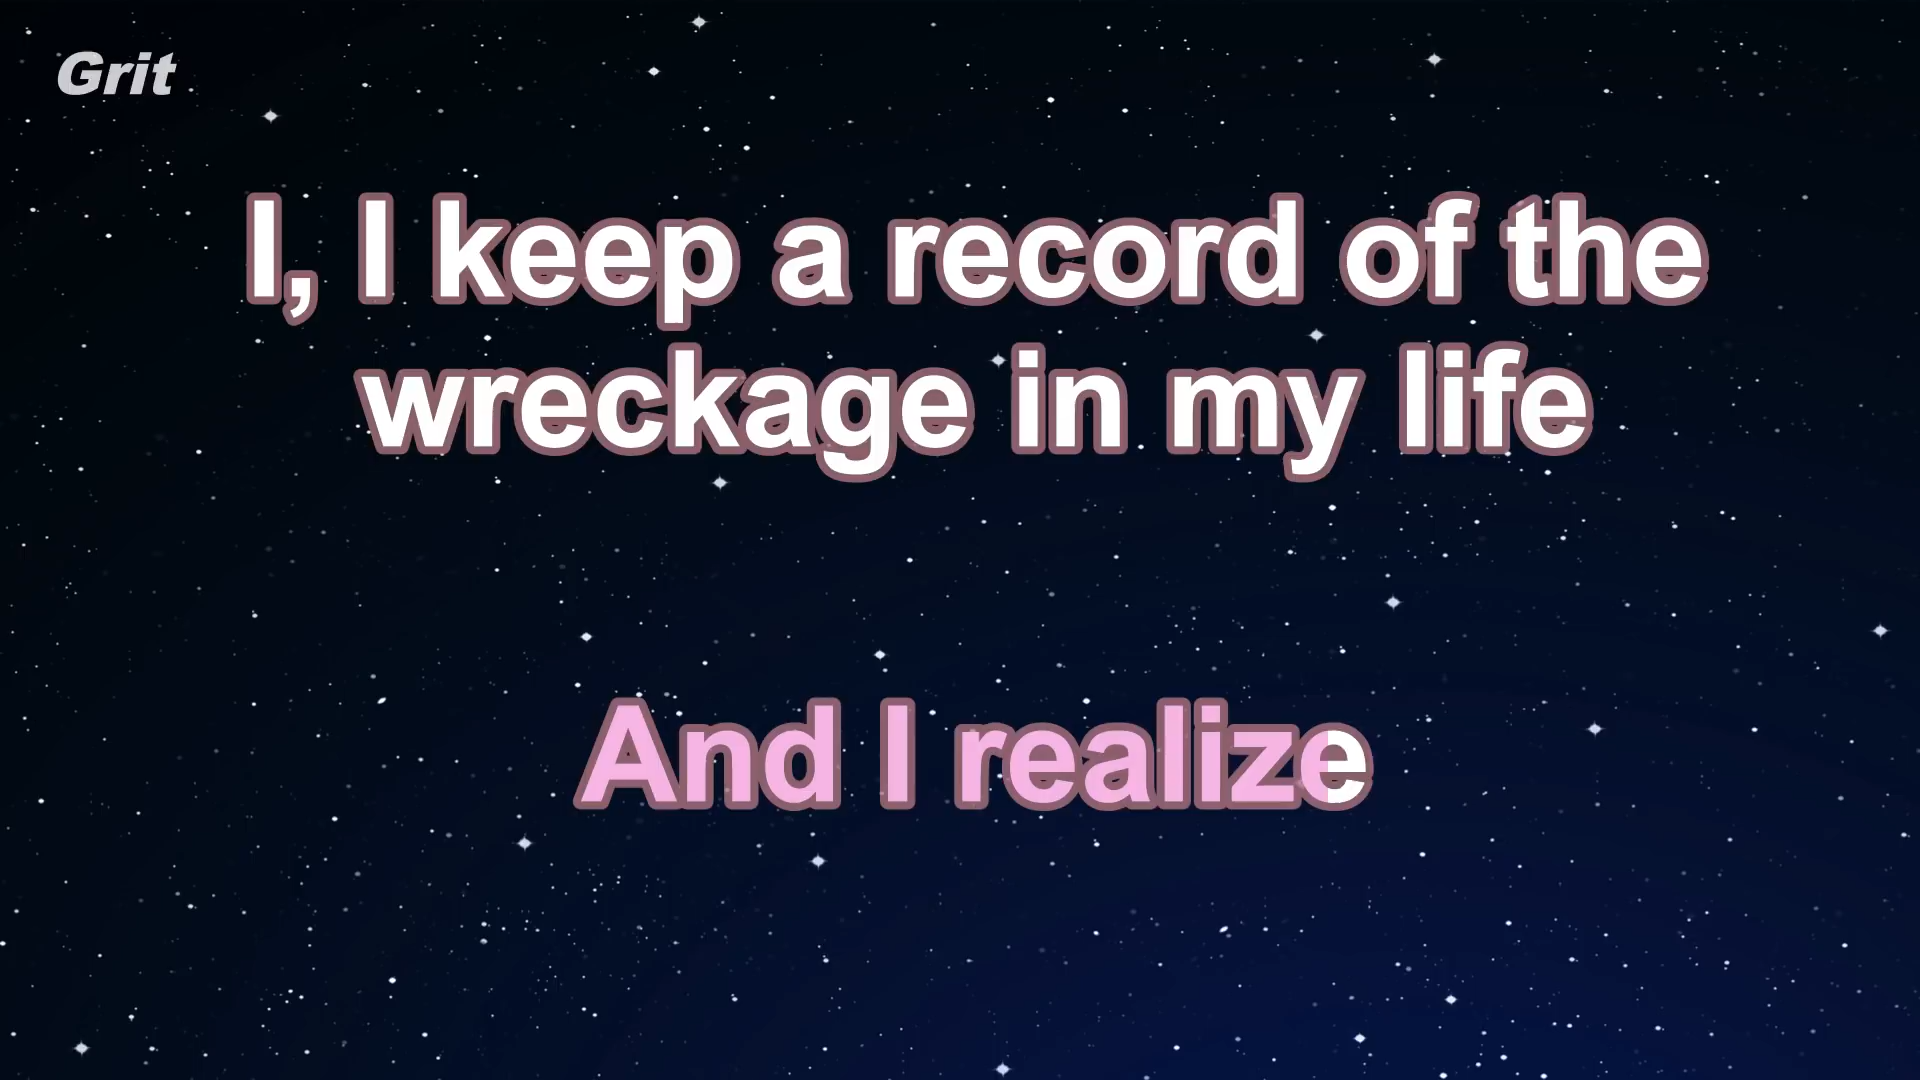 Grit
I, I keep a record of the
wreckage in my life
And I realize